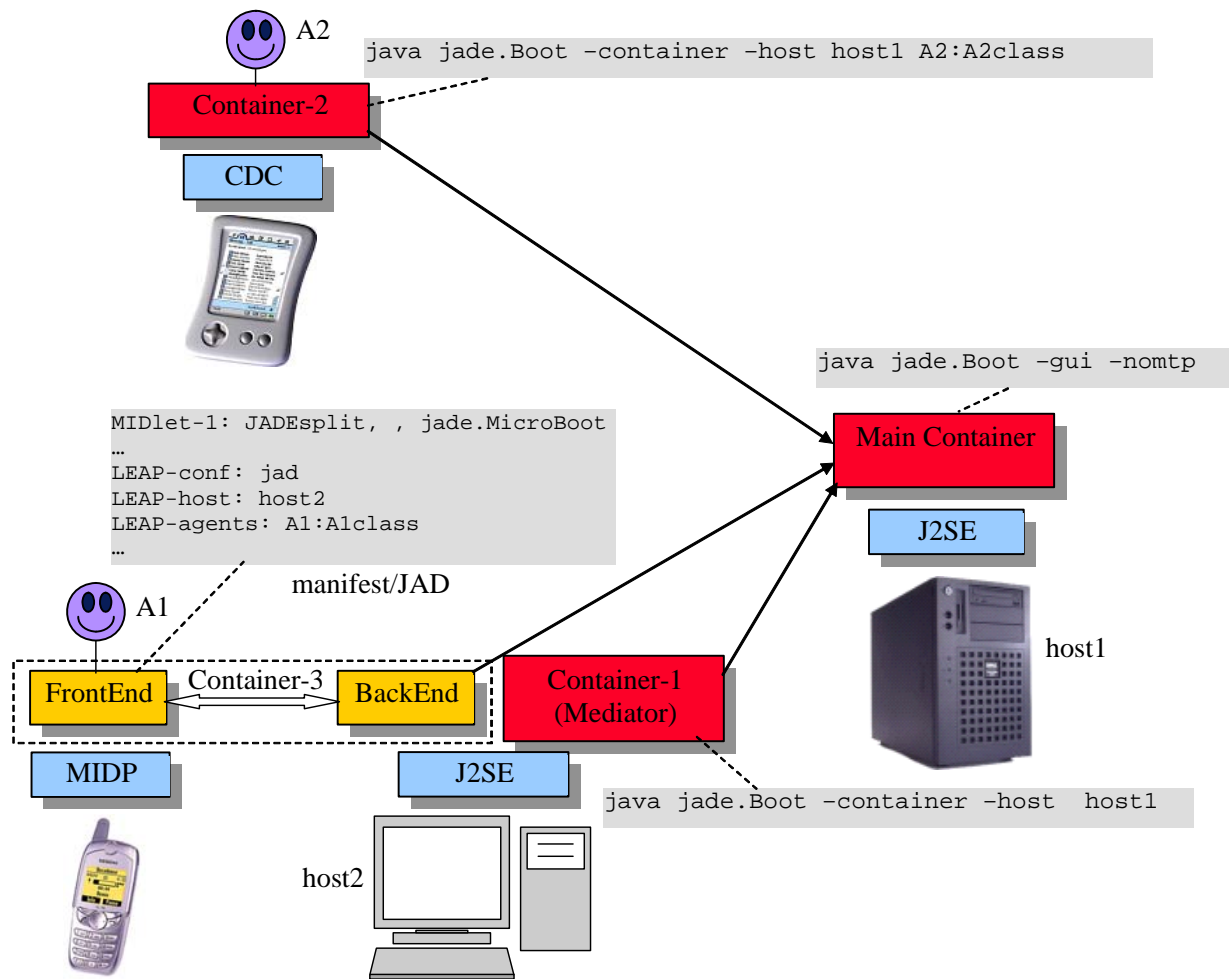 A2
java jade.Boot –container –host host1 A2:A2class
Container-2
CDC
java jade.Boot –gui –nomtp
MIDlet-1: JADEsplit, , jade.MicroBoot
…
LEAP-conf: jad
LEAP-host: host2
LEAP-agents: A1:A1class
…
Main Container
J2SE
manifest/JAD
A1
host1
FrontEnd
Container-3
BackEnd
Container-1
(Mediator)
MIDP
J2SE
java jade.Boot –container –host  host1
host2
SIEMENS